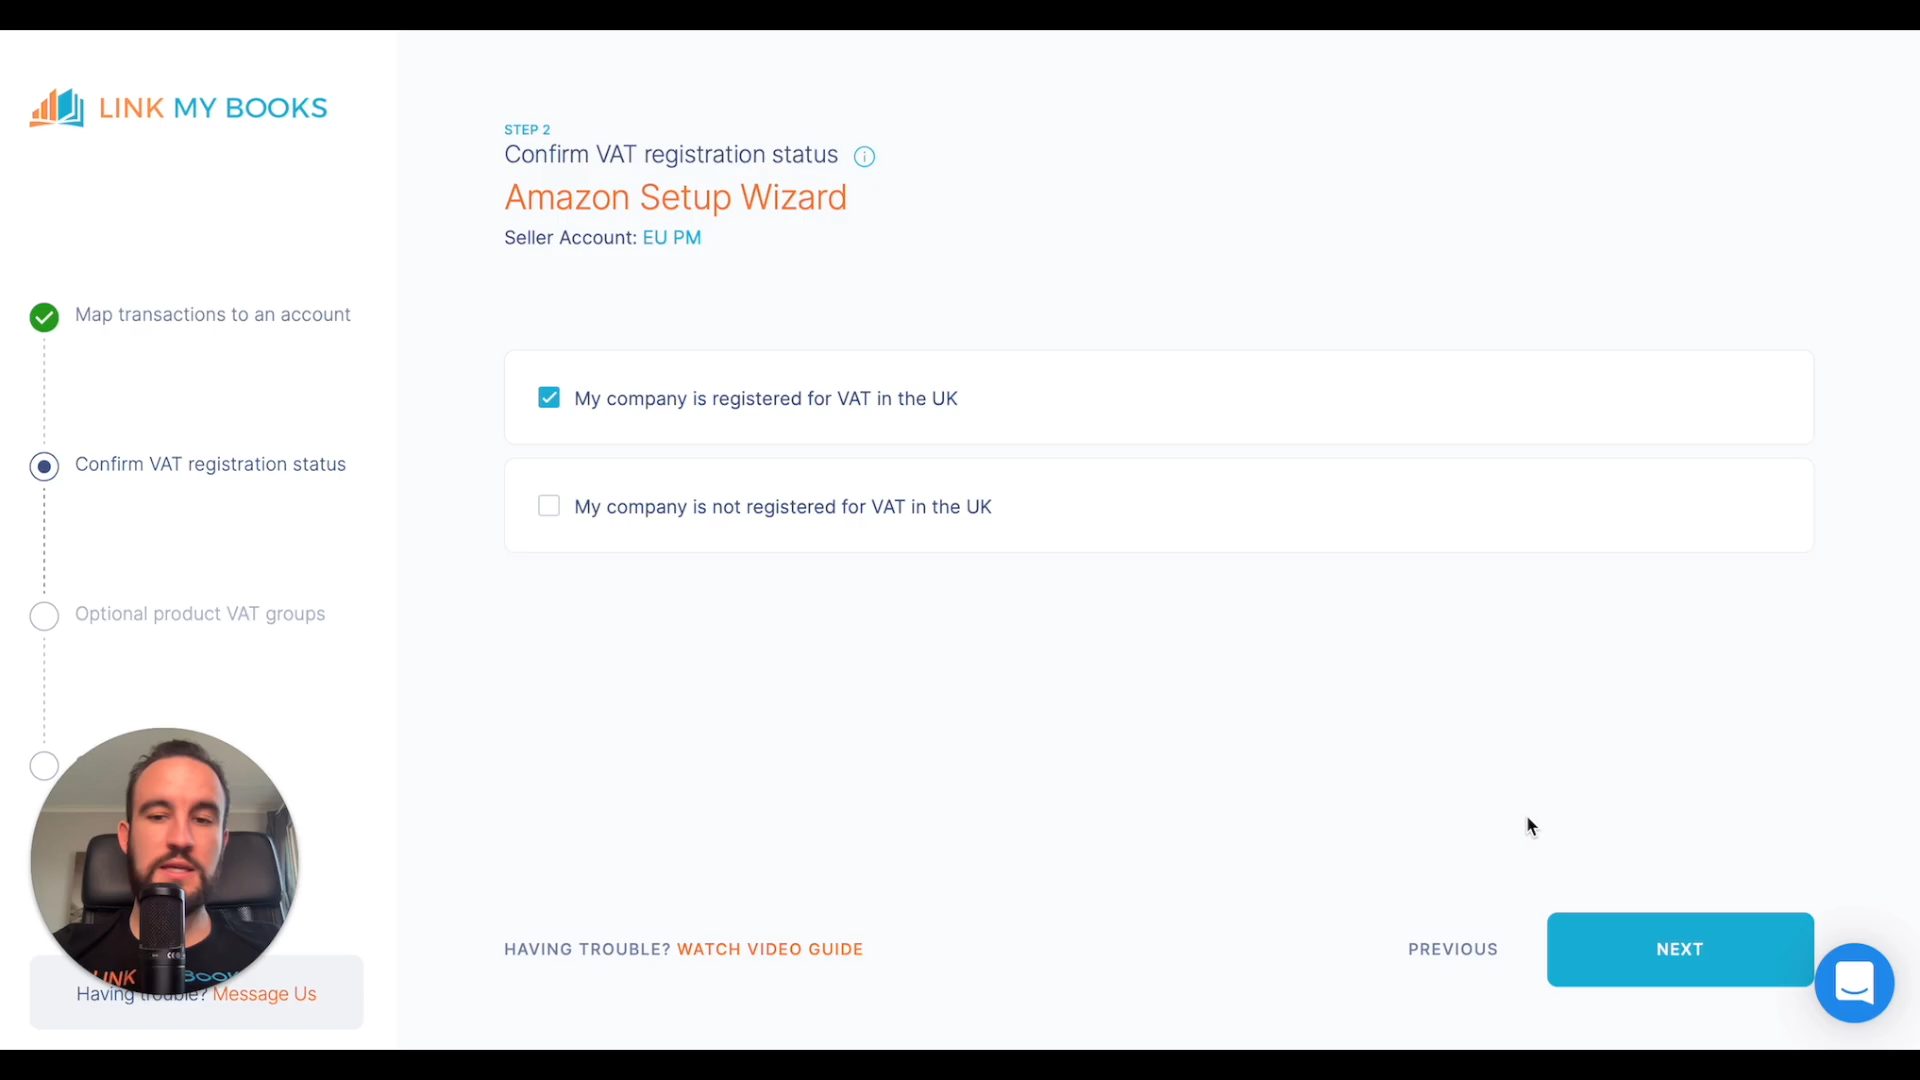 LINK MY BOOKS
STEP 2
Confirm VAT registration status
Amazon Setup Wizard
Seller Account: EU PM
Map transactions to an account
Confirm VAT registration status
Optional product VAT groups
My company is registered for VAT in the UK
My company is not registered for VAT in the UK
HAVING TROUBLE? WATCH VIDEO GUIDE
PREVIOUS
NEXT
LINK
BOO
Having trouble? Message Us